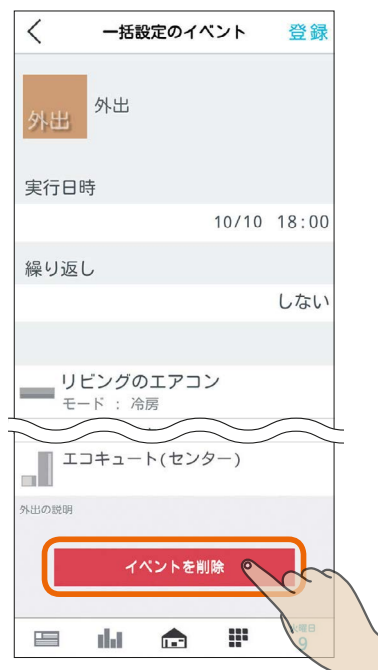 一括設定のイベント 登録
外出 外出
実行日時
10/10 18:00
繰り返し
しない
リビングのエアコン
モード : 冷房
エコキュート(センター)
外出の説明
イベントを削除
曜日
9